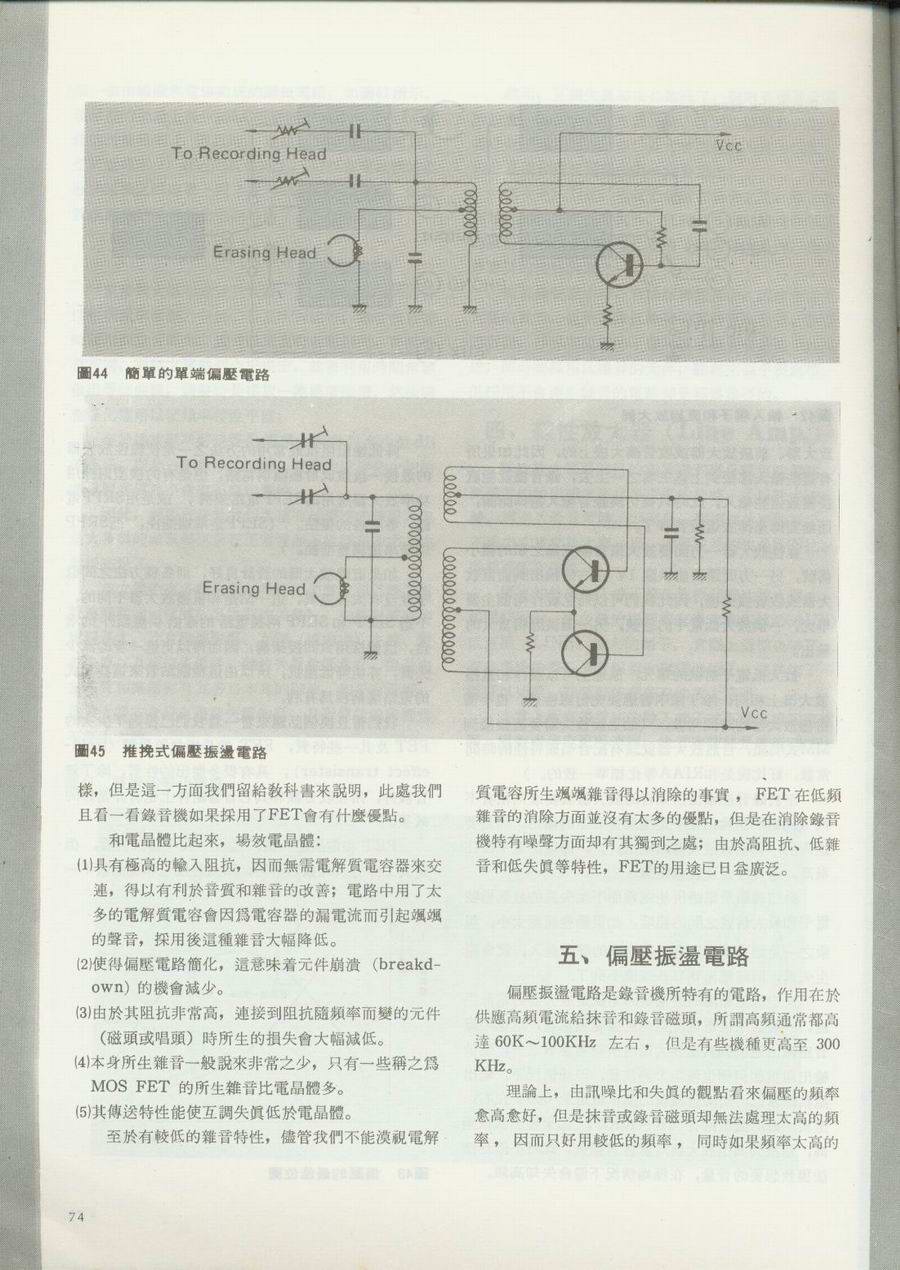 To Recording Head
Vcc
Erasing Head
圖44 簡單的單端偏壓電路
To Recording Head
Erasing Head
Vcc
圖45 推挽式偏壓振盪電路
樣，但是這一方面我們留給教科書來說明，此處我們
且看一看錄音機如果採用了FET會有什麼優點。
和電晶體比起來，場效電晶體：
⑴具有極高的輸入阻抗，因而無需電解質電容器來交
連，得以有利於音質和雜音的改善；電路中用了太
多的電解質電容會因爲電容器的漏電流而引起颯颯
的聲音，採用後這種雜音大幅降低。
⑵使得偏壓電路簡化，這意味着元件崩潰 （breakd-
own）的機會減少。
⑶由於其阻抗非常高，連接到阻抗隨頻率而變的元件
（磁頭或唱頭）時所生的損失會大幅減低。
⑷本身所生雜音一般說來非常之少，只有一些稱之爲
MOS FET 的所生雜音比電晶體多。
⑸其傳送特性能使互調失眞低於電晶體。
至於有較低的雜音特性，儘管我們不能漠視電解
質電容所生颯颯雜音得以消除的事實， FET 在低頻
雜音的消除方面並沒有太多的優點，但是在消除錄音
機特有噪聲方面却有其獨到之處；由於高阻抗、低雜
音和低失眞等特性，FET的用途已日益廣泛。
五、偏壓振盪電路
偏壓振盪電路是錄音機所特有的電路，作用在於
供應高頻電流給抹音和錄音磁頭，所謂高頻通常都高
達 60K～100KHz 左右， 但是有些機種更高至 300
KHz。
理論上，由訊噪比和失眞的觀點看來偏壓的頻率
愈高愈好，但是抹音或錄音磁頭却無法處理太高的頻
率， 因而只好用較低的頻率， 同時如果頻率太高的
74